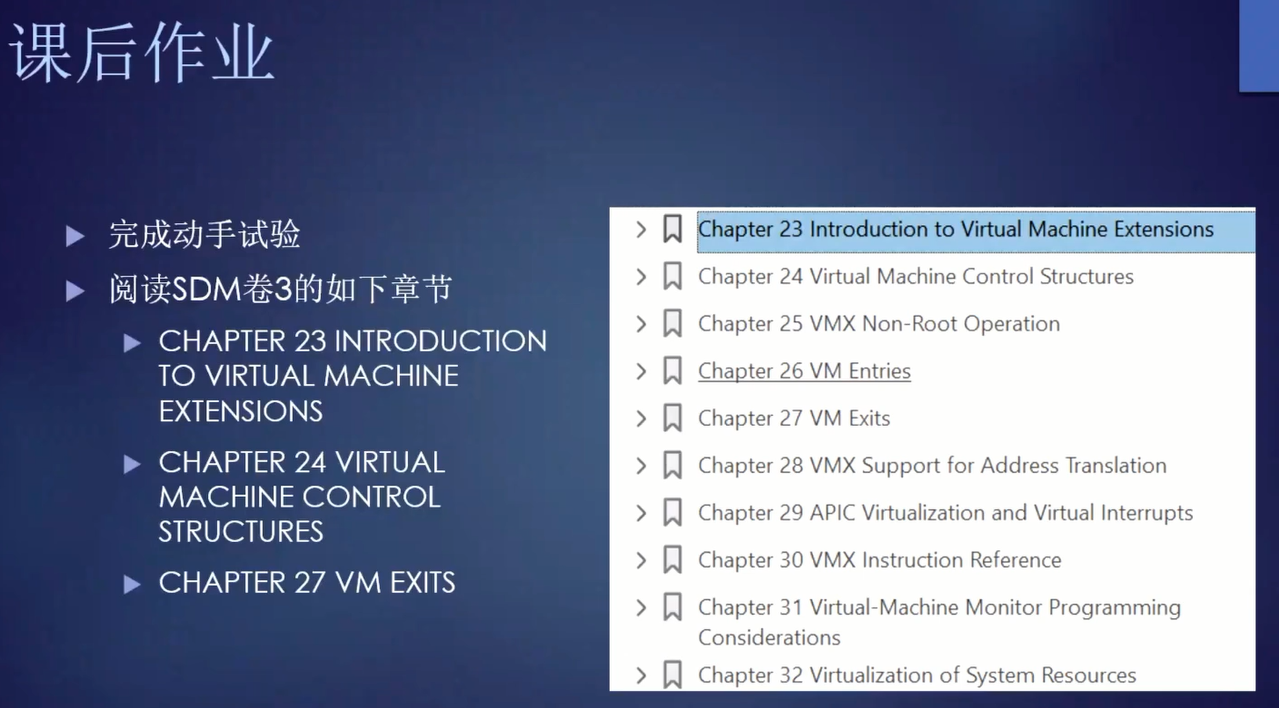 课后作业
完成动手试验
阅读SDM卷3的如下章节
CHAPTER 23 INTRODUCTION
TO VIRTUAL MACHINE
EXTENSIONS
CHAPTER 24 VIRTUAL
MACHINE CONTROL
STRUCTURES
CHAPTER 27 VM EXITS
Chapter 23 Introduction to Virtual Machine Extensions
Chapter 24 Virtual Machine Control Structures
Chapter 25 VMX Non-Root Operation
Chapter 26 VM Entries
Chapter 27 VM Exits
Chapter 28 VMX Support for Address Translation
Chapter 29 APIC Virtualization and Virtual Interrupts
Chapter 30 VMX Instruction Reference
Chapter 31 Virtual-Machine Monitor Programming
Considerations
Chapter 32 Virtualization of System Resources